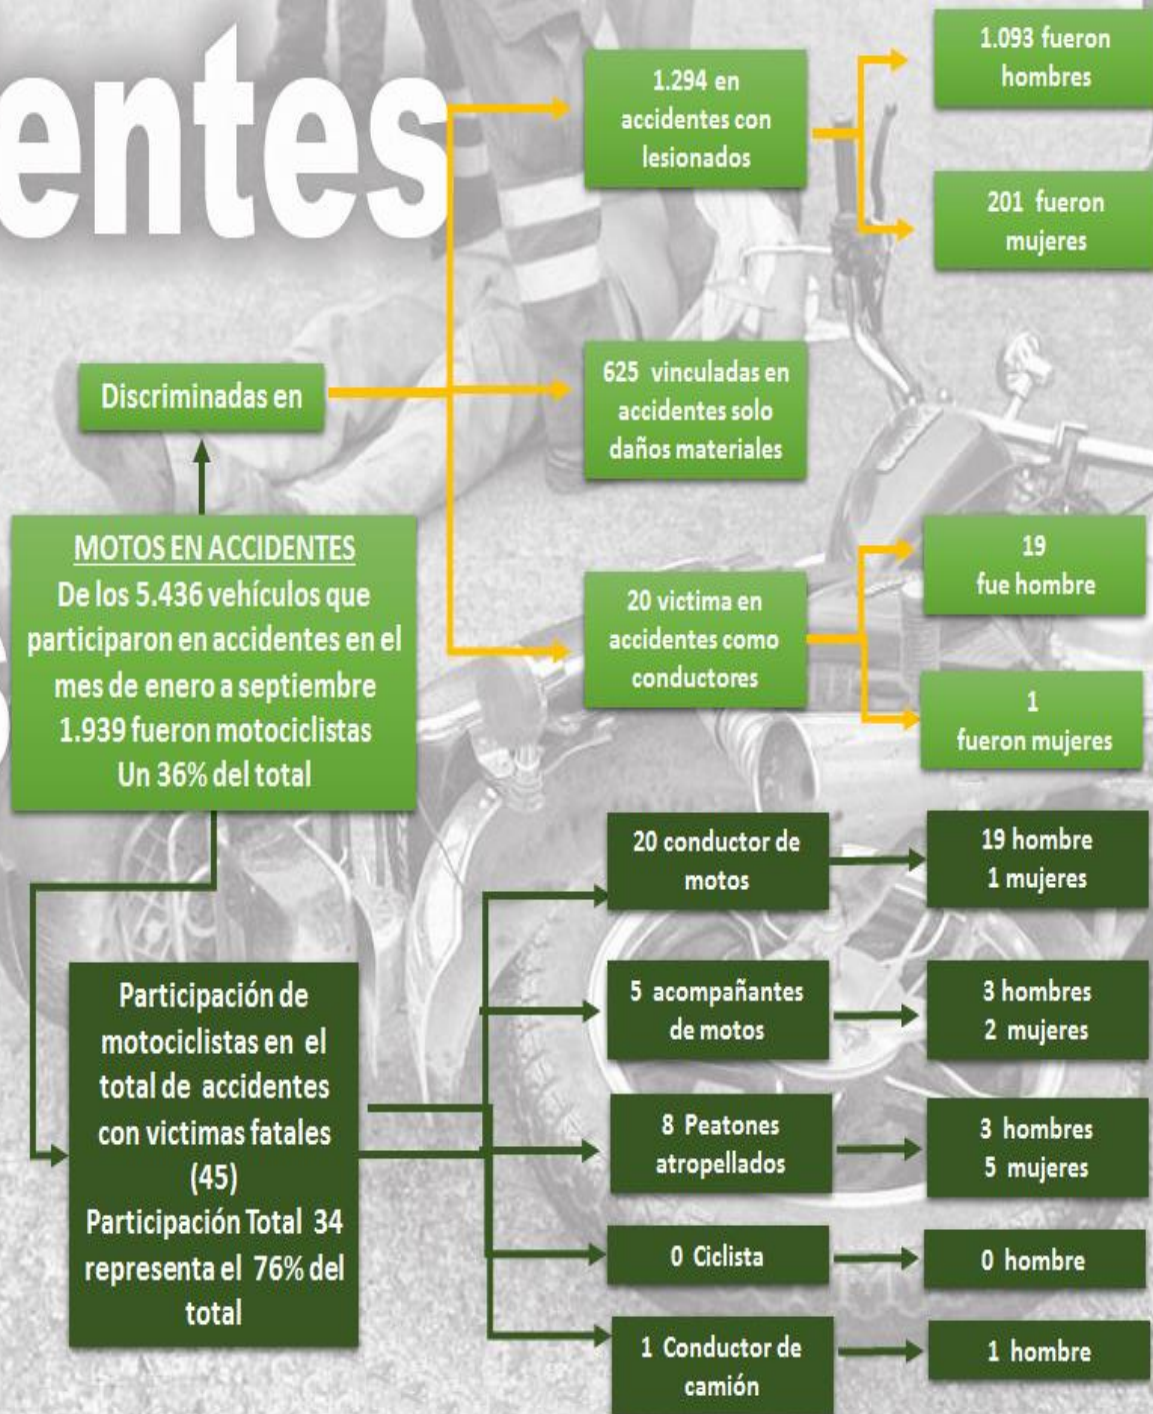 entes
1.294 en
accidentes con
lesionados
1.093 fueron
hombres
201 fueron
mujeres
Discriminadas en
625 vinculadas en
accidentes solo
daños materiales
MOTOS EN ACCIDENTES
De los 5.436 vehículos que
participaron en accidentes en el
mes de enero a septiembre
1.939 fueron motociclistas
Un 36% del total
20 victima en
accidentes como
conductores
19
fue hombre
1
fueron mujeres
Participación de
motociclistas en el
total de accidentes
con victimas fatales
(45)
Participación Total 34
representa el 76% del
total
20 conductor de
motos
19 hombre
1 mujeres
5 acompañantes
de motos
3 hombres
2 mujeres
8 Peatones
atropellados
3 hombres
5 mujeres
0 Ciclista
0 hombre
1 Conductor de
camión
1 hombre